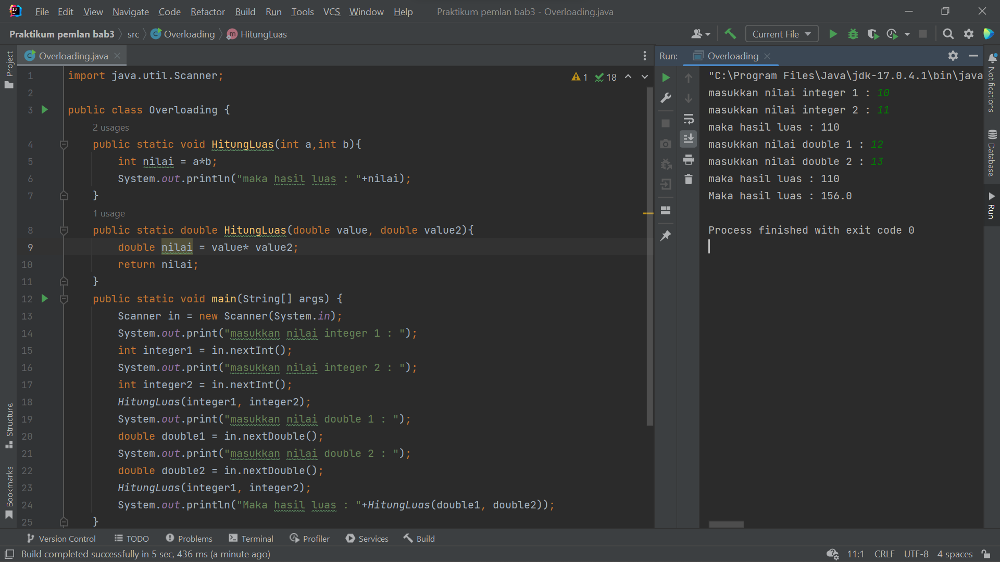 File Edit View Navigate Code Refactor Build Run Tools VCS Window Help Praktikum pemlan bab3 - Overloading.java
Praktikum pemlan bab3 src Overloading HitungLuas Current File
Project
Structure
Bookmarks
Overloading.java
1 18
1 import java.util.Scanner;
2
3 public class Overloading {
2 usages
4 public static void HitungLuas(int a,int b){
5 int nilai = a*b;
6 System.out.println("maka hasil luas : "+nilai);
7 }
1 usage
8 public static double HitungLuas(double value, double value2){
9 double nilai = value* value2;
10 return nilai;
11 }
12 public static void main(String[] args) {
13 Scanner in = new Scanner(System.in);
14 System.out.print("masukkan nilai integer 1 : ");
15 int integer1 = in.nextInt();
16 System.out.print("masukkan nilai integer 2 : ");
17 int integer2 = in.nextInt();
18 HitungLuas(integer1, integer2);
19 System.out.print("masukkan nilai double 1 : ");
20 double double1 = in.nextDouble();
21 System.out.print("masukkan nilai double 2 : ");
22 double double2 = in.nextDouble();
23 HitungLuas(integer1, integer2);
24 System.out.println("Maka hasil luas : "+HitungLuas(double1, double2));
25 }
Run: Overloading
"C:\Program Files\Java\jdk-17.0.4.1\bin\java
masukkan nilai integer 1 : 10
masukkan nilai integer 2 : 11
maka hasil luas : 110
masukkan nilai double 1 : 12
masukkan nilai double 2 : 13
maka hasil luas : 110
Maka hasil luas : 156.0
Process finished with exit code 0
Notifications
Database
Run
Version Control TODO Problems Terminal Profiler Services Build
Build completed successfully in 5 sec, 436 ms (a minute ago) 11:1 CRLF UTF-8 4 spaces